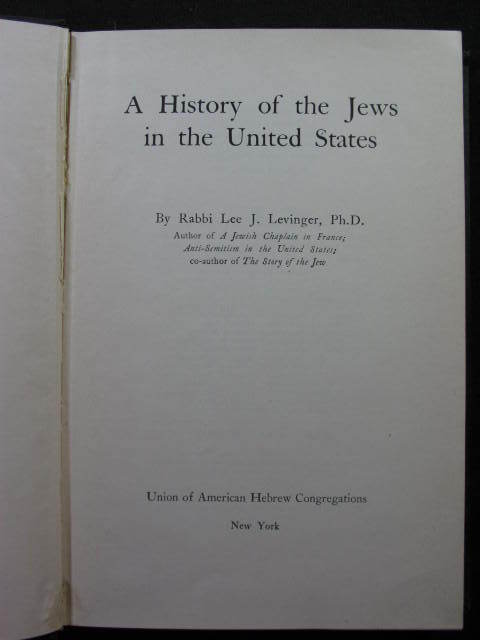 A History of the Jews
in the United States
By Rabbi Lee J. Levinger, Ph.D.
Author of A Jewish Chaplain in France;
Anti-Semitism in the United States;
co-author of The Story of the Jew
Union of American Hebrew Congregations
New York